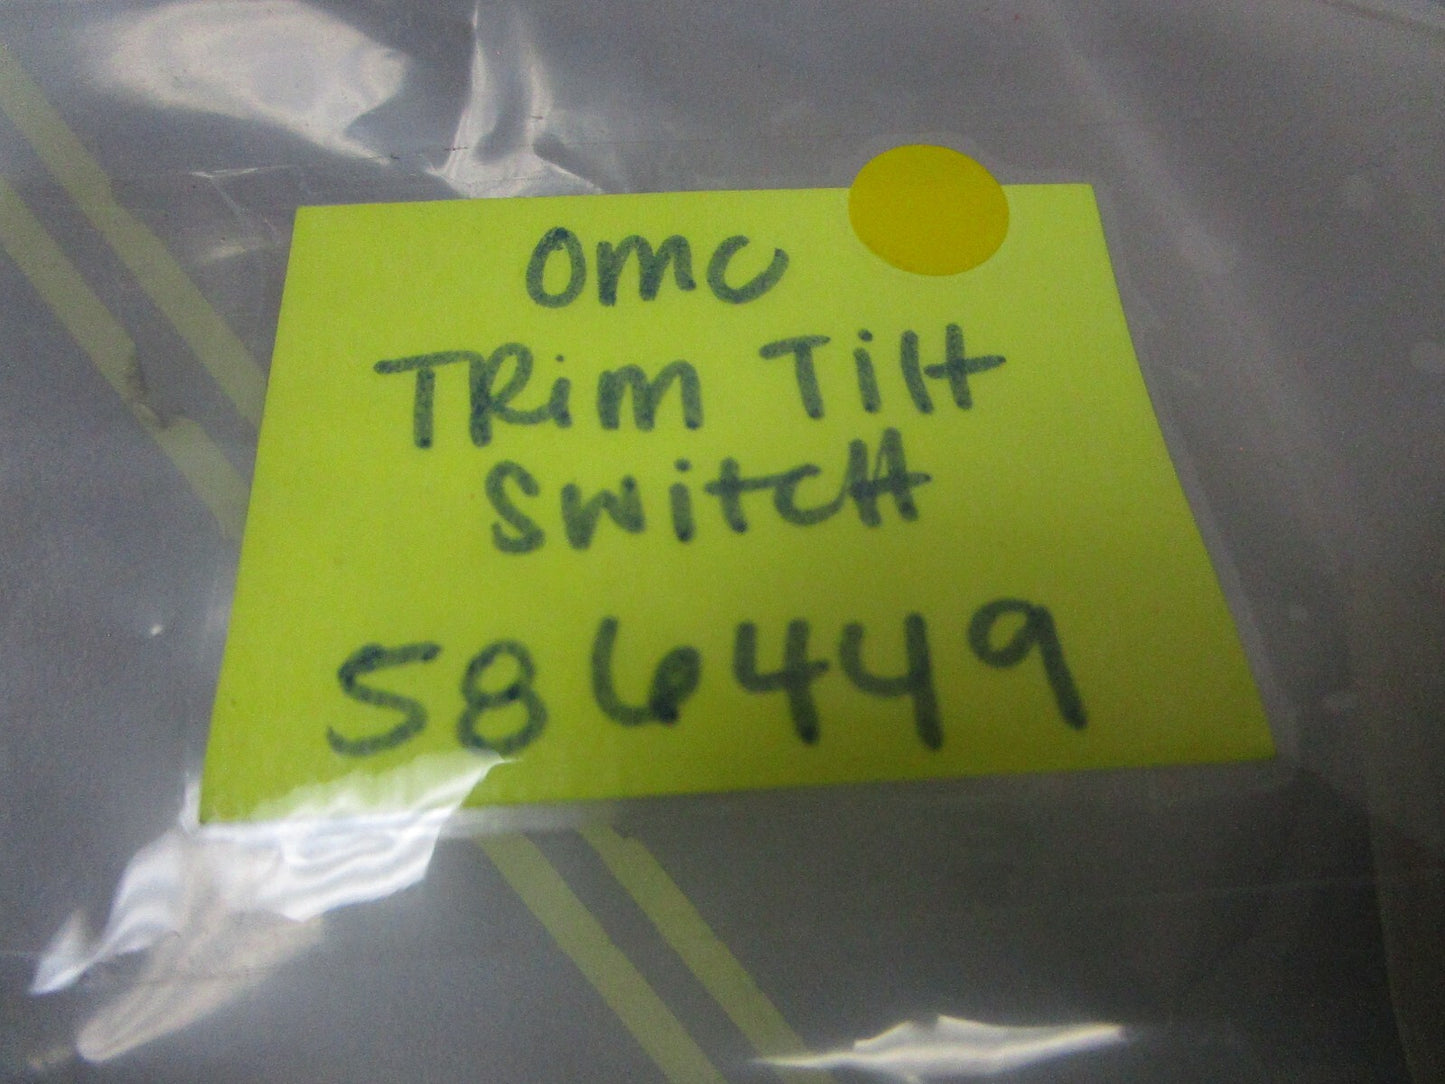 OMC
TRim TilT
SwitcH
586449